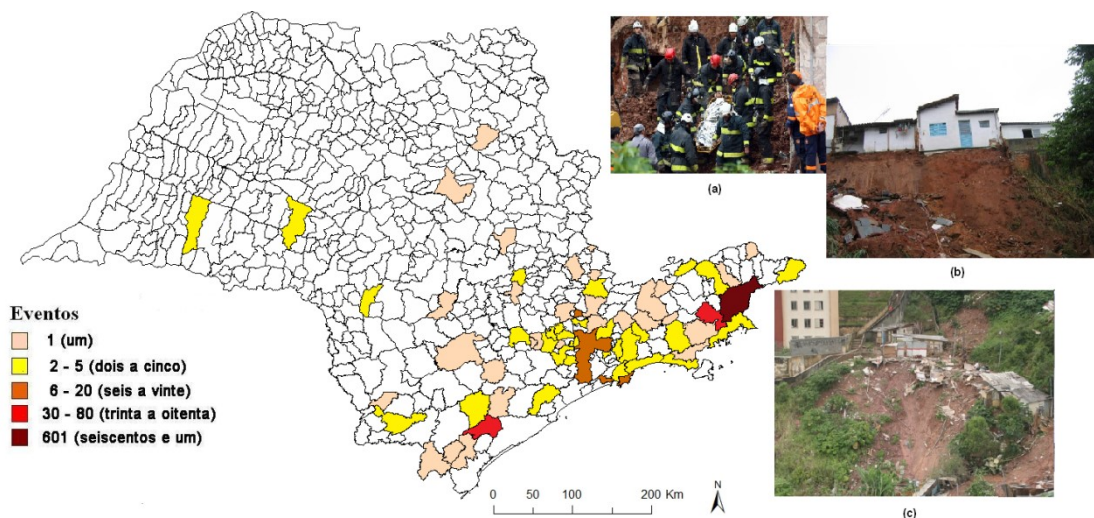 (a)
(b)
Eventos
1 (um)
2 - 5 (dois a cinco)
6 - 20 (seis a vinte)
30 - 80 (trinta a oitenta)
601 (seiscentos e um)
0 50 100 200 Km
N
(c)